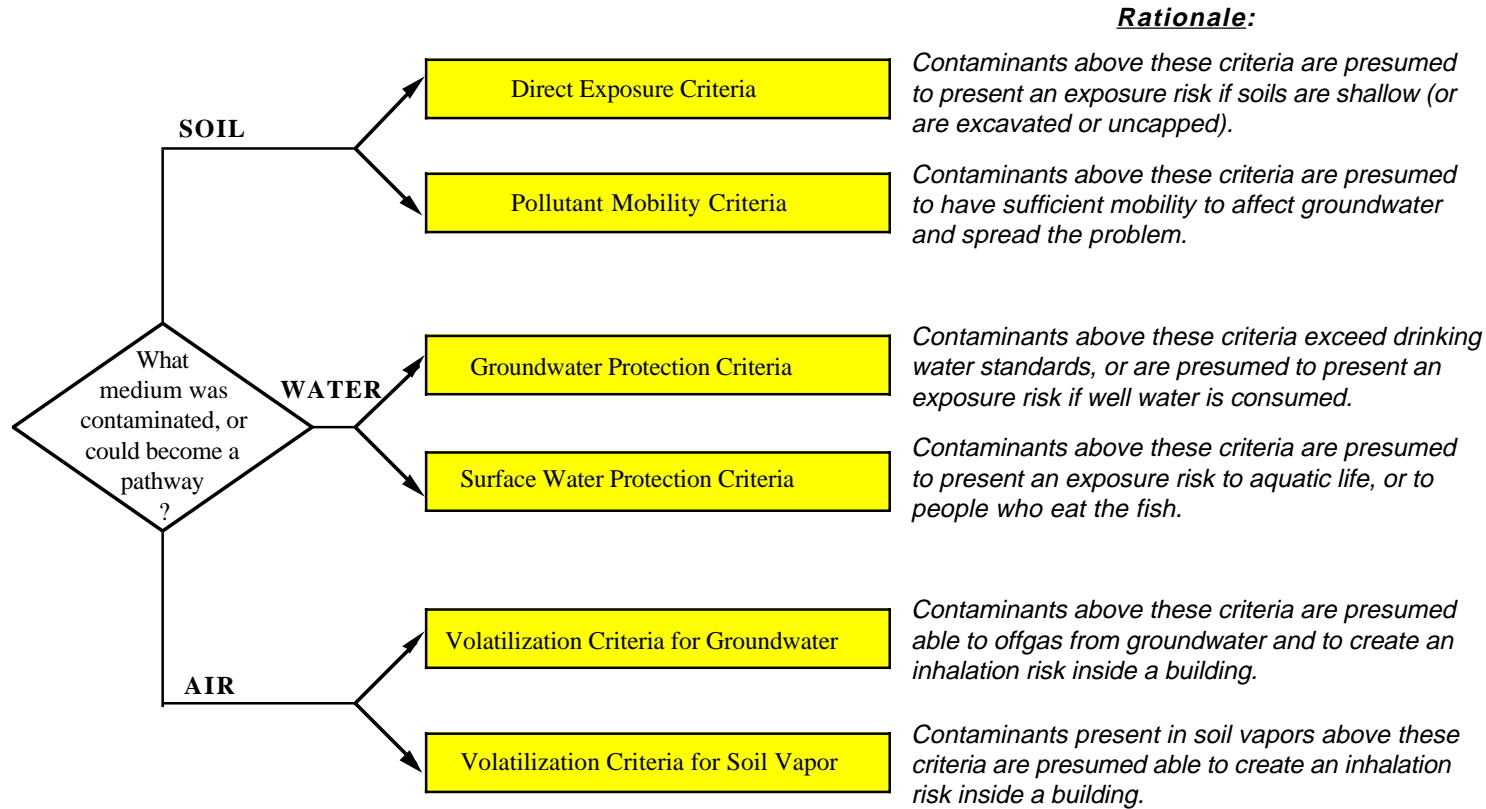 Rationale:
SOIL
Direct Exposure Criteria
Contaminants above these criteria are presumed
to present an exposure risk if soils are shallow (or
are excavated or uncapped).
Pollutant Mobility Criteria
Contaminants above these criteria are presumed
to have sufficient mobility to affect groundwater
and spread the problem.
What
medium was
contaminated, or
could become a
pathway
?
WATER
Groundwater Protection Criteria
Contaminants above these criteria exceed drinking
water standards, or are presumed to present an
exposure risk if well water is consumed.
Surface Water Protection Criteria
Contaminants above these criteria are presumed
to present an exposure risk to aquatic life, or to
people who eat the fish.
AIR
Volatilization Criteria for Groundwater
Contaminants above these criteria are presumed
able to offgas from groundwater and to create an
inhalation risk inside a building.
Volatilization Criteria for Soil Vapor
Contaminants present in soil vapors above these
criteria are presumed able to create an inhalation
risk inside a building.